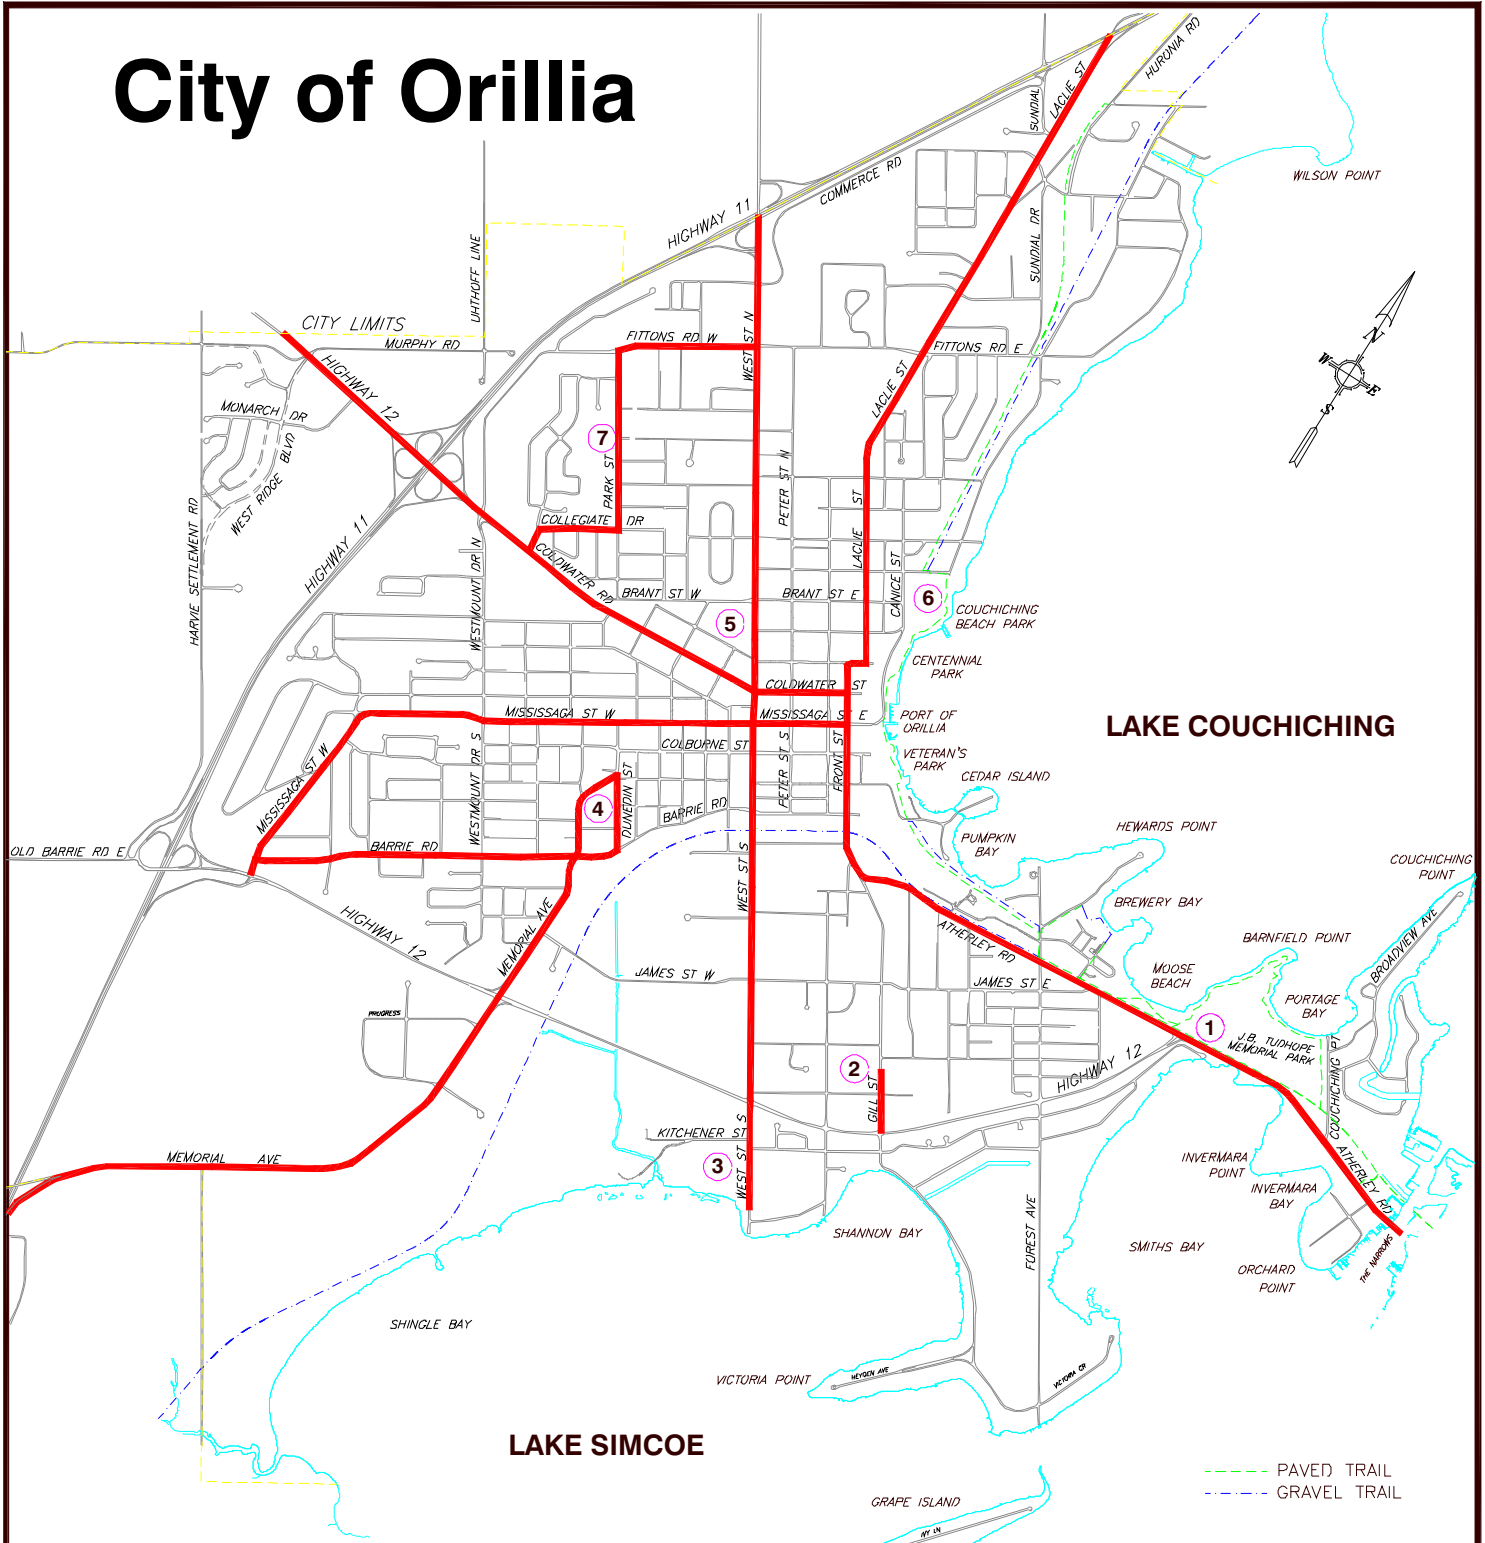 City of Orillia
HURONIA RD
SUNDIAL
LACLIE ST
WILSON POINT
COMMERCE RD
HIGHWAY 11
SUNDIAL DR
UHTHOFF LINE
N
W
E
S
CITY LIMITS
MURPHY RD
FITTONS RD W
WEST ST N
FITTONS RD E
HIGHWAY 12
LACLIE ST
MONARCH DR
WEST RIDGE BLVD
7
PARK ST
PETER ST N
COLLEGIATE DR
LACLIE ST
HARVIE SETTLEMENT RD
HIGHWAY 11
WESTMOUNT DR N
COLDWATER RD
BRANT ST W
BRANT ST E
CANICE ST
6
COUCHICHING
BEACH PARK
5
CENTENNIAL
PARK
COLDWATER ST
MISSISSAGA ST W
MISSISSAGA ST E
PORT OF
ORILLIA
LAKE COUCHICHING
COLBORNE ST
MISSISSAGA ST W
WESTMOUNT DR S
PETER ST S
FRONT ST
VETERAN'S
PARK
CEDAR ISLAND
4
DUNEDIN ST
BARRIE RD
OLD BARRIE RD E
BARRIE RD
PUMPKIN
BAY
HEWARDS POINT
COUCHICHING
POINT
WEST ST S
BREWERY BAY
HIGHWAY 12
MEMORIAL AVE
ATHERLEY RD
BARNFIELD POINT
BROADVIEW AVE
JAMES ST W
JAMES ST E
MOOSE
BEACH
PORTAGE
BAY
PROGRESS
1
J.B. TUDHOPE
MEMORIAL PARK
2
GILL ST
HIGHWAY 12
COUCHICHING PT
KITCHENER ST
MEMORIAL AVE
3
WEST ST S
INVERMARA
POINT
INVERMARA
BAY
ATHERLEY RD
SHANNON BAY
FOREST AVE
SMITHS BAY
THE NARROWS
ORCHARD
POINT
SHINGLE BAY
VICTORIA POINT
HEYDEN AVE
VICTORIA CR
LAKE SIMCOE
PAVED TRAIL
GRAVEL TRAIL
GRAPE ISLAND
IVY LN